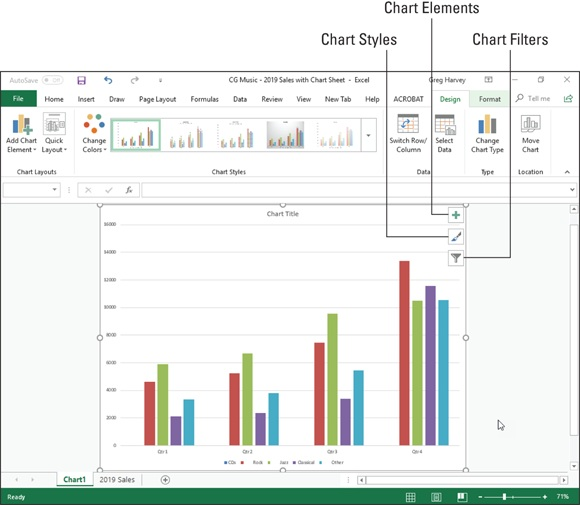 Chart Elements
Chart Styles
Chart Filters
AutoSave Off
CG Music - 2019 Sales with Chart Sheet - Excel
Greg Harvey
File Home Insert Draw Page Layout Formulas Data Review View New Tab Help ACROBAT Design Format Tell me
Add Chart Element
Quick Layout
Change Colors
Switch Row/ Column
Select Data
Change Chart Type
Move Chart
Chart Layouts
Chart Styles
Data
Type
Location
fx
Chart Title
$16000
$14000
$12000
$10000
$8000
$6000
$4000
$2000
Qtr 1 Qtr 2 Qtr 3 Qtr 4
CDs Rock Jazz Classical Other
Chart1 2019 Sales
Ready
71%